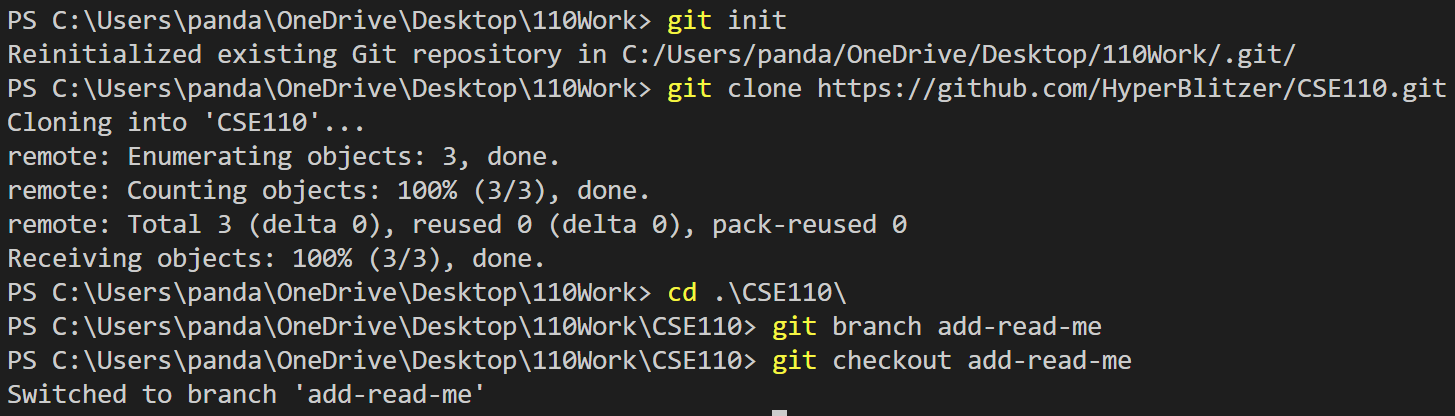 PS C:\Users\panda\OneDrive\Desktop\110Work> git init
Reinitialized existing Git repository in C:/Users/panda/OneDrive/Desktop/110Work/.git/
PS C:\Users\panda\OneDrive\Desktop\110Work> git clone https://github.com/HyperBlitzer/CSE110.git
Cloning into 'CSE110'...
remote: Enumerating objects: 3, done.
remote: Counting objects: 100% (3/3), done.
remote: Total 3 (delta 0), reused 0 (delta 0), pack-reused 0
Receiving objects: 100% (3/3), done.
PS C:\Users\panda\OneDrive\Desktop\110Work> cd .\CSE110\
PS C:\Users\panda\OneDrive\Desktop\110Work\CSE110> git branch add-read-me
PS C:\Users\panda\OneDrive\Desktop\110Work\CSE110> git checkout add-read-me
Switched to branch 'add-read-me'